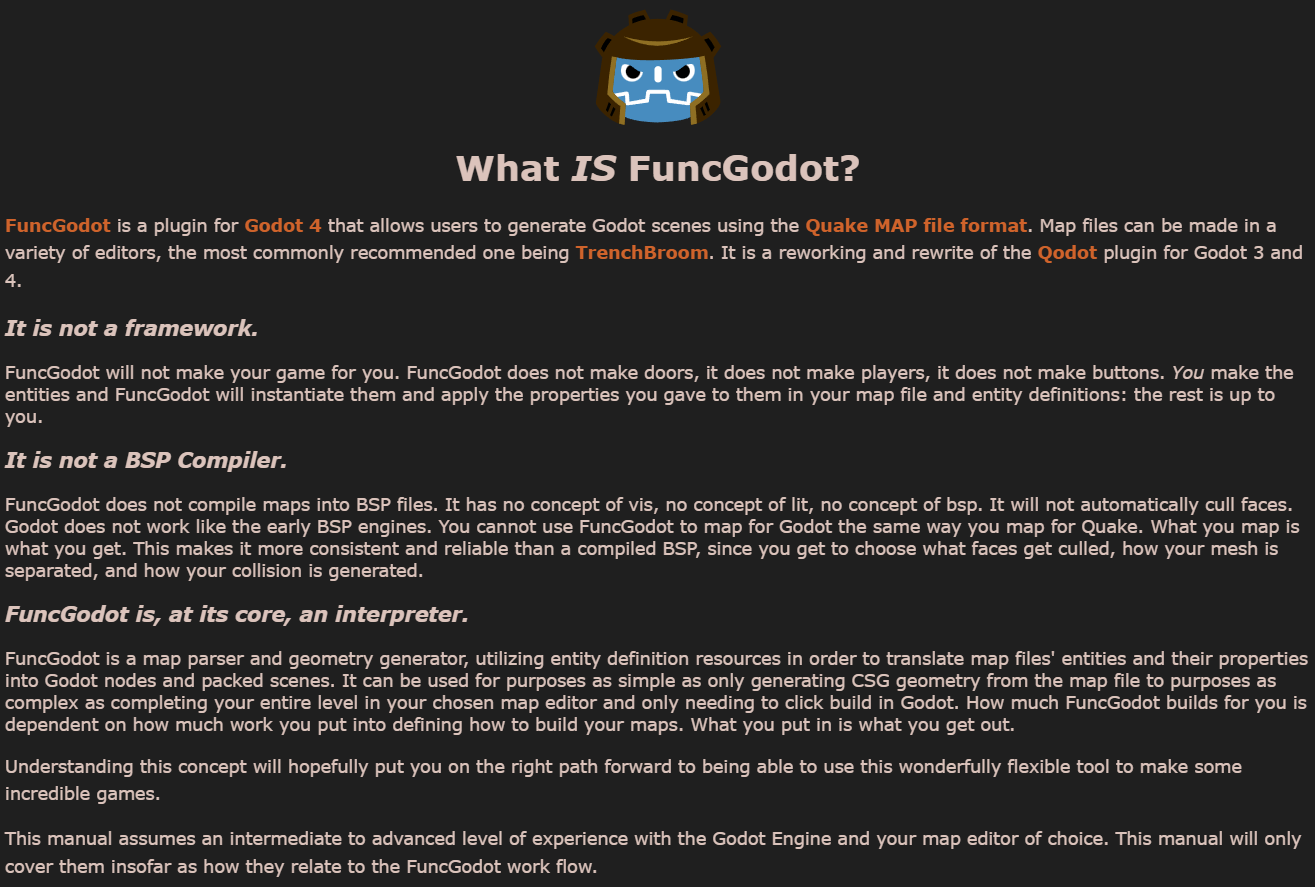 What IS FuncGodot?
FuncGodot is a plugin for Godot 4 that allows users to generate Godot scenes using the Quake MAP file format. Map files can be made in a
variety of editors, the most commonly recommended one being TrenchBroom. It is a reworking and rewrite of the Qodot plugin for Godot 3 and
4.
It is not a framework.
FuncGodot will not make your game for you. FuncGodot does not make doors, it does not make players, it does not make buttons. You make the
entities and FuncGodot will instantiate them and apply the properties you gave to them in your map file and entity definitions: the rest is up to
you.
It is not a BSP Compiler.
FuncGodot does not compile maps into BSP files. It has no concept of vis, no concept of lit, no concept of bsp. It will not automatically cull faces.
Godot does not work like the early BSP engines. You cannot use FuncGodot to map for Godot the same way you map for Quake. What you map is
what you get. This makes it more consistent and reliable than a compiled BSP, since you get to choose what faces get culled, how your mesh is
separated, and how your collision is generated.
FuncGodot is, at its core, an interpreter.
FuncGodot is a map parser and geometry generator, utilizing entity definition resources in order to translate map files' entities and their properties
into Godot nodes and packed scenes. It can be used for purposes as simple as only generating CSG geometry from the map file to purposes as
complex as completing your entire level in your chosen map editor and only needing to click build in Godot. How much FuncGodot builds for you is
dependent on how much work you put into defining how to build your maps. What you put in is what you get out.
Understanding this concept will hopefully put you on the right path forward to being able to use this wonderfully flexible tool to make some
incredible games.
This manual assumes an intermediate to advanced level of experience with the Godot Engine and your map editor of choice. This manual will only
cover them insofar as how they relate to the FuncGodot work flow.